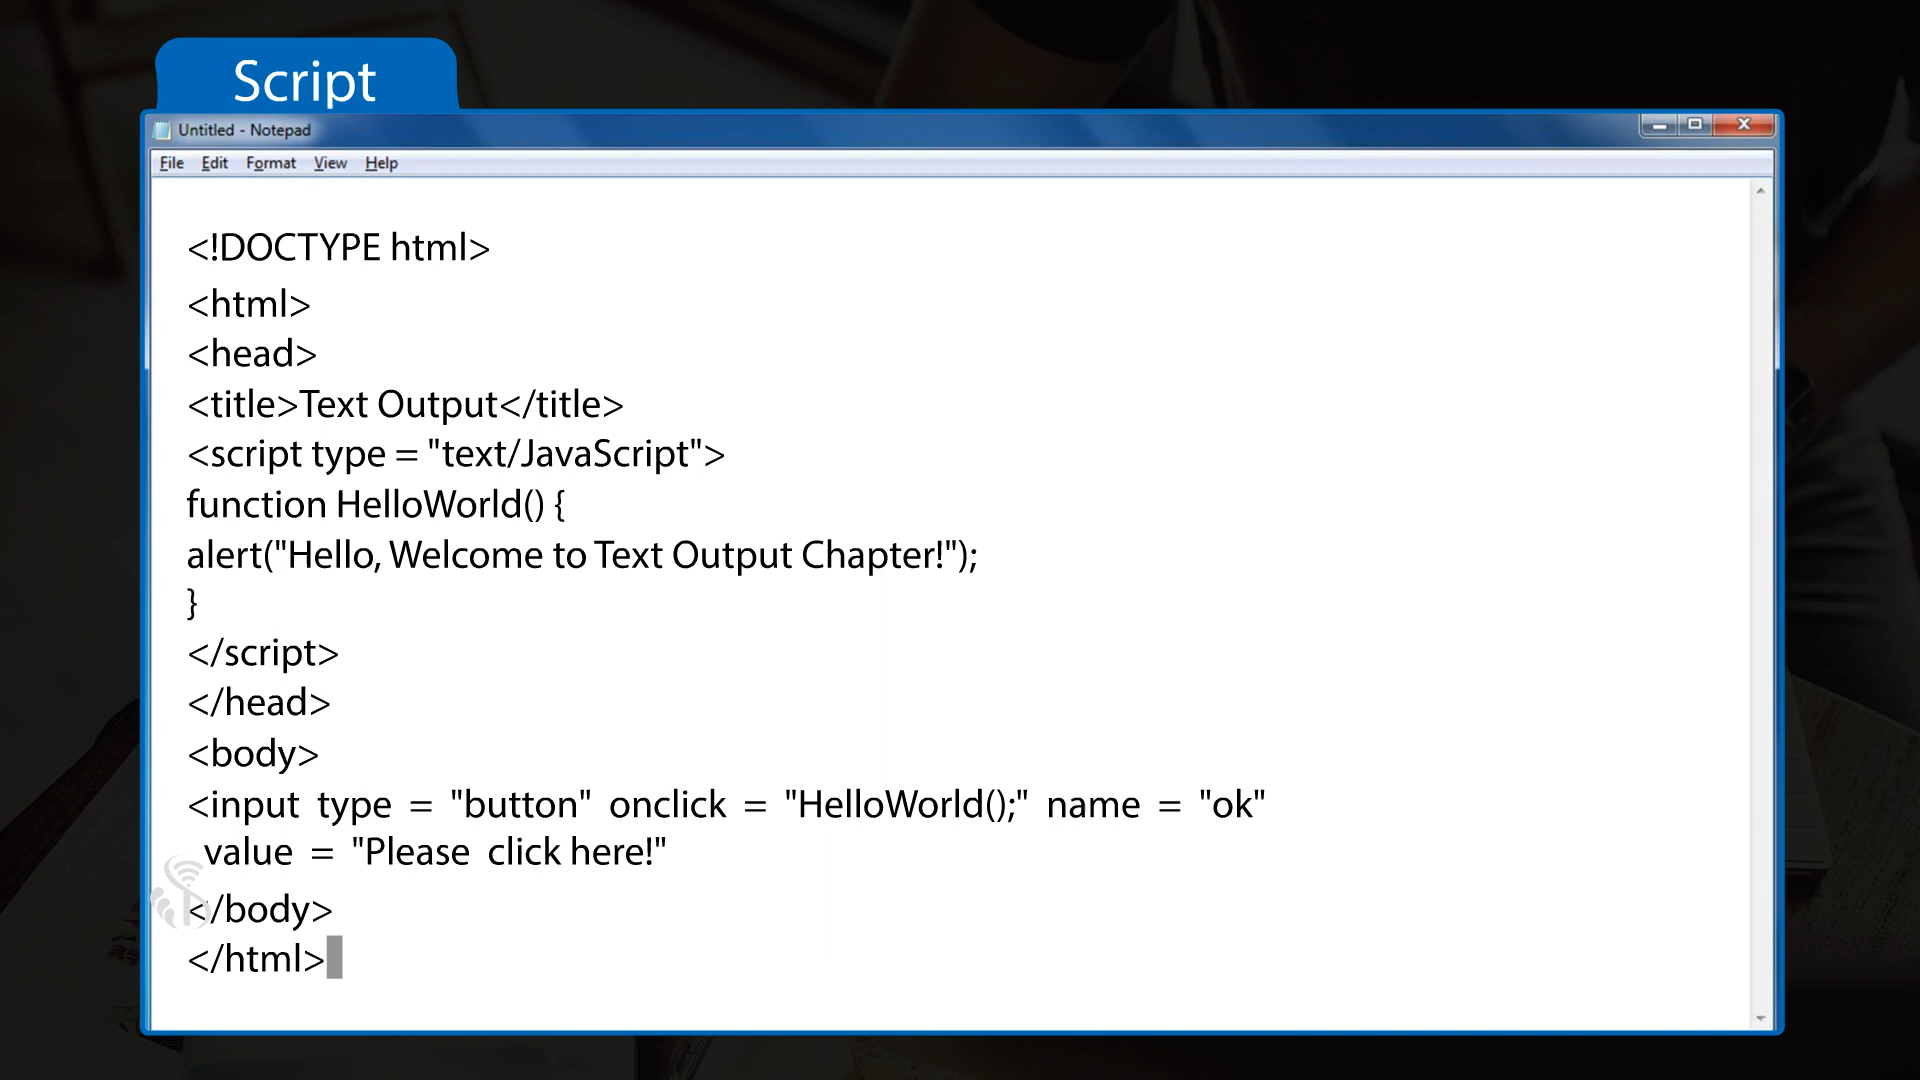 Script
Untitled - Notepad
File Edit Format View Help
<!DOCTYPE html>
<html>
<head>
<title>Text Output</title>
<script type = "text/JavaScript">
function HelloWorld() {
alert("Hello, Welcome to Text Output Chapter!");
}
</script>
</head>
<body>
<input type = "button" onclick = "HelloWorld();" name = "ok"
value = "Please click here!"
</body>
</html>